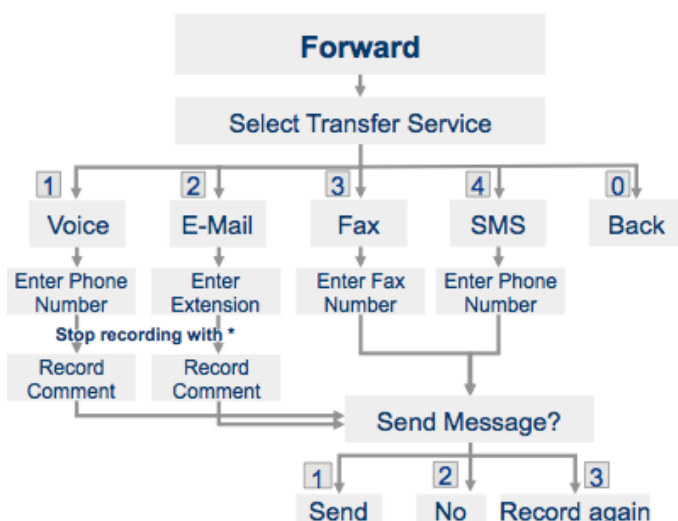 Forward
Select Transfer Service
1 2 3 4 0
Voice E-Mail Fax SMS Back
Enter Phone Number
Enter Extension
Enter Fax Number
Enter Phone Number
Stop recording with *
Record Comment
Record Comment
Send Message?
1 2 3
Send No Record again